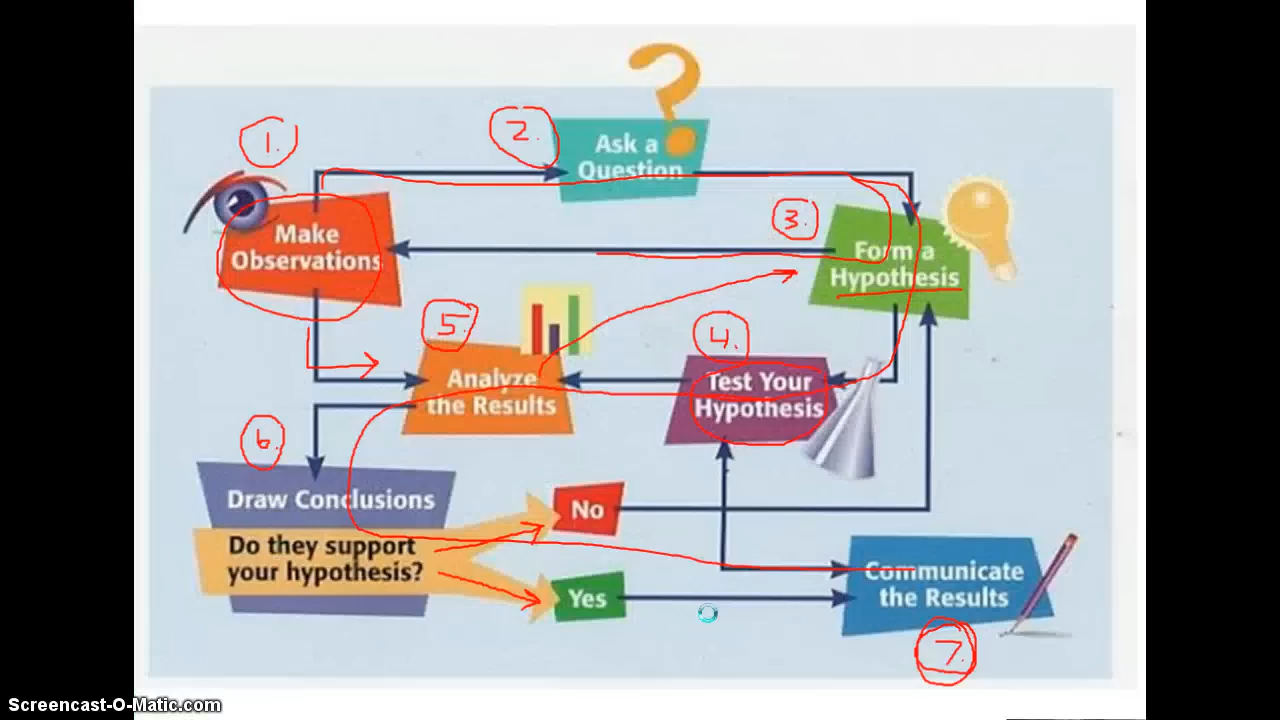 1.
2.
Ask a
Question
3.
Make
Observations
Form a
Hypothesis
5.
4.
Analyze
the Results
Test Your
Hypothesis
6.
Draw Conclusions
No
Do they support
your hypothesis?
Yes
Communicate
the Results
7.
Screencast-O-Matic.com